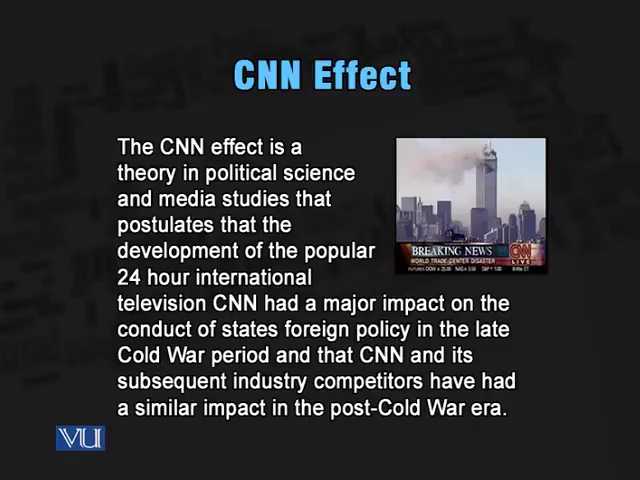 CNN Effect
The CNN effect is a
theory in political science
and media studies that
postulates that the
development of the popular
24 hour international
television CNN had a major impact on the
conduct of states foreign policy in the late
Cold War period and that CNN and its
subsequent industry competitors have had
a similar impact in the post-Cold War era.
BREAKING NEWS CNN
WORLD TRADE CENTER DISASTER LIVE
FUTURES DOW
VU